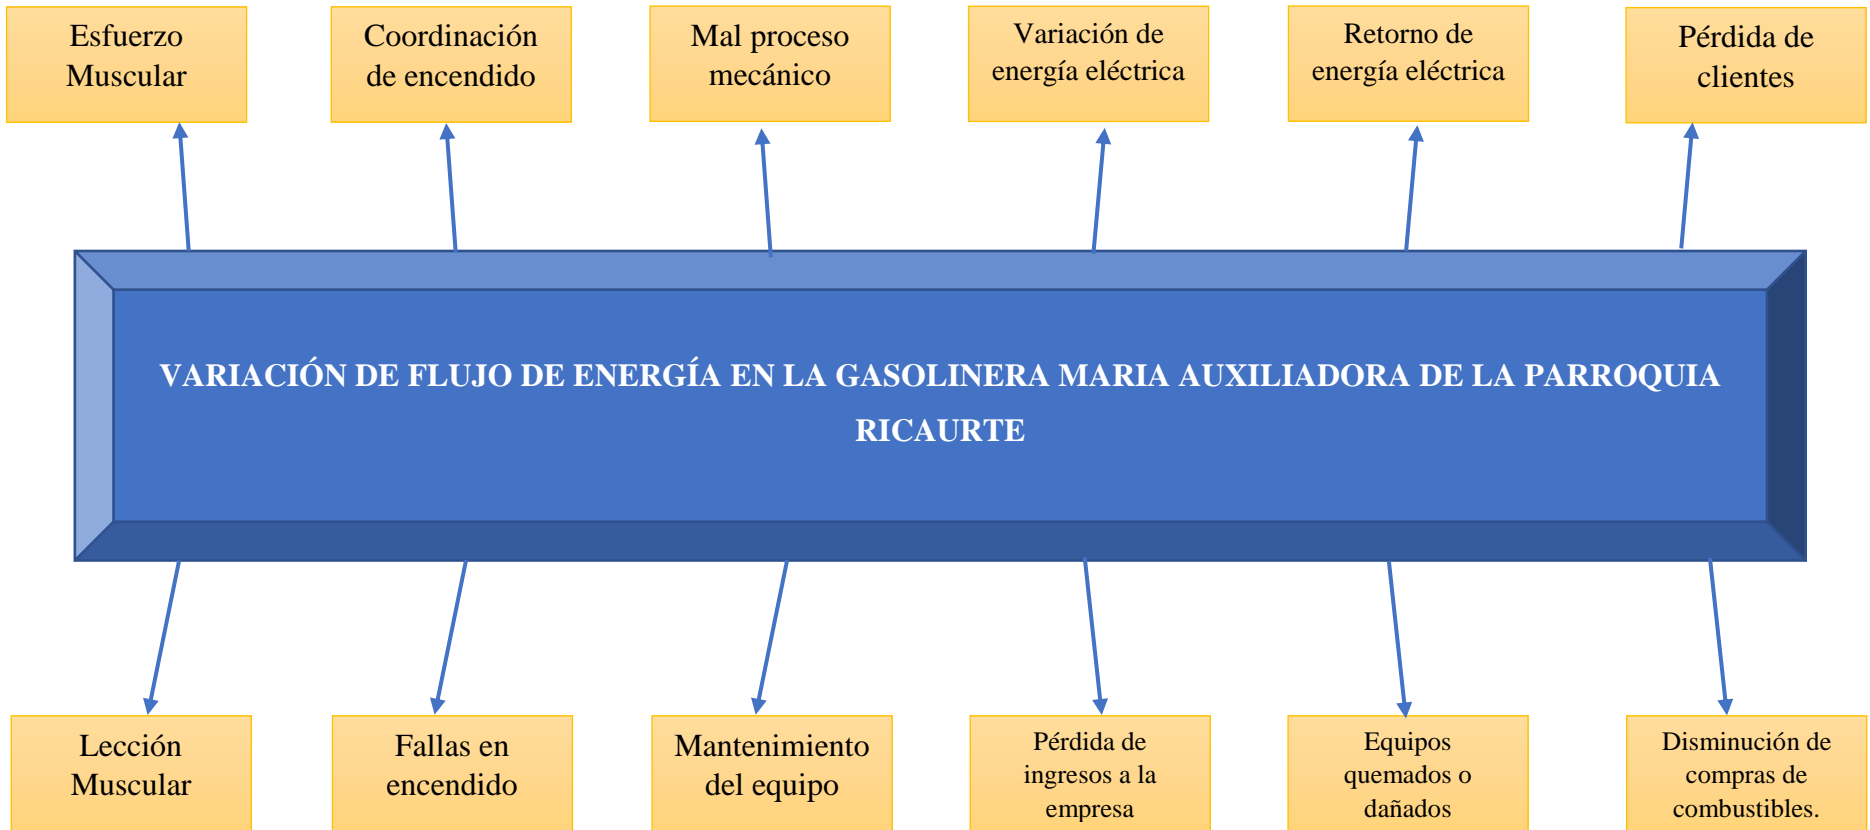 Esfuerzo
Muscular
Coordinación
de encendido
Mal proceso
mecánico
Variación de
energía eléctrica
Retorno de
energía eléctrica
Pérdida de
clientes
VARIACIÓN DE FLUJO DE ENERGÍA EN LA GASOLINERA MARIA AUXILIADORA DE LA PARROQUIA
RICAURTE
Lección
Muscular
Fallas en
encendido
Mantenimiento
del equipo
Pérdida de
ingresos a la
empresa
Equipos
quemados o
dañados
Disminución de
compras de
combustibles.